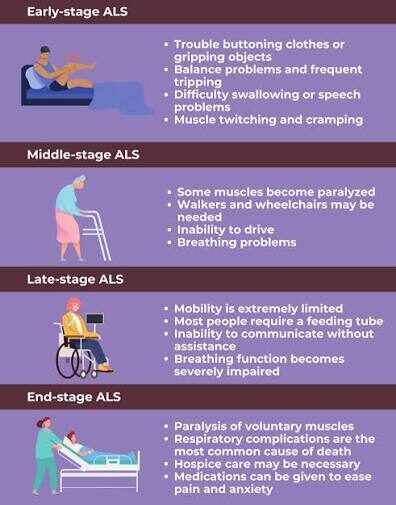 Early-stage ALS
• Trouble buttoning clothes or
gripping objects
• Balance problems and frequent
tripping
• Difficulty swallowing or speech
problems
• Muscle twitching and cramping
Middle-stage ALS
• Some muscles become paralyzed
• Walkers and wheelchairs may be
needed
• Inability to drive
• Breathing problems
Late-stage ALS
• Mobility is extremely limited
• Most people require a feeding tube
• Inability to communicate without
assistance
• Breathing function becomes
severely impaired
End-stage ALS
• Paralysis of voluntary muscles
• Respiratory complications are the
most common cause of death
• Hospice care may be necessary
• Medications can be given to ease
pain and anxiety